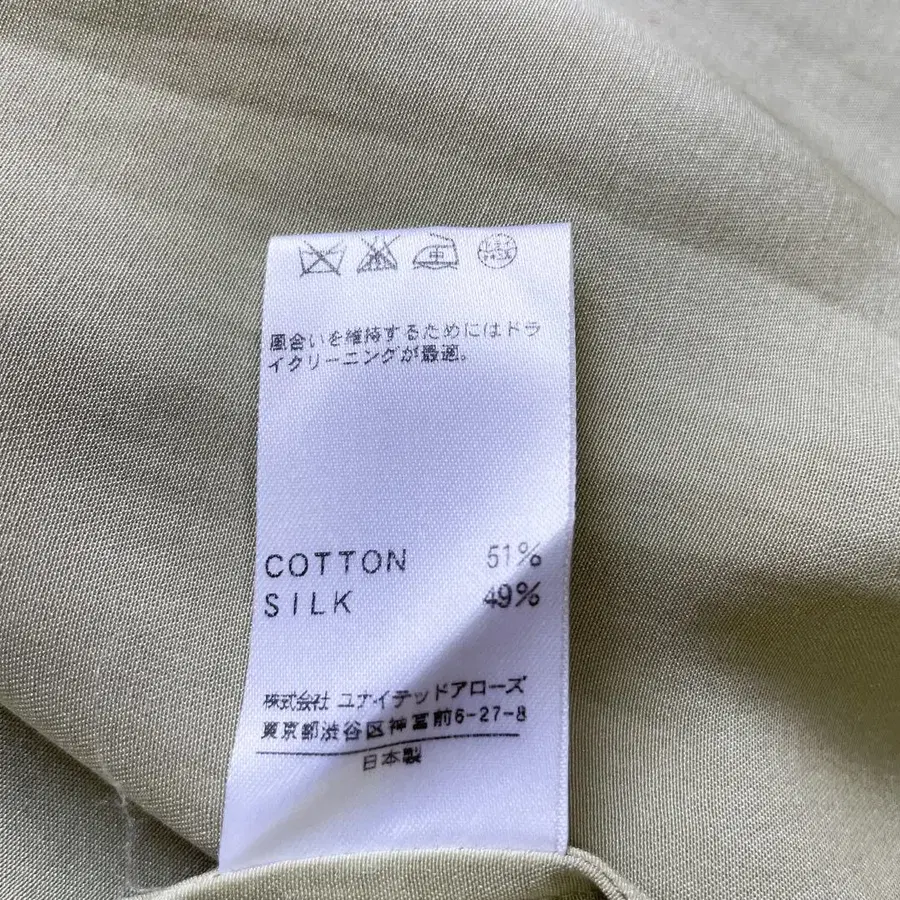 風合いを維持するためにはドラ
イクリーニングが最適。
COTTON 51%
SILK 49%
株式会社 ユナイテッドアローズ
東京都渋谷区神宮前6-27-8
日本製